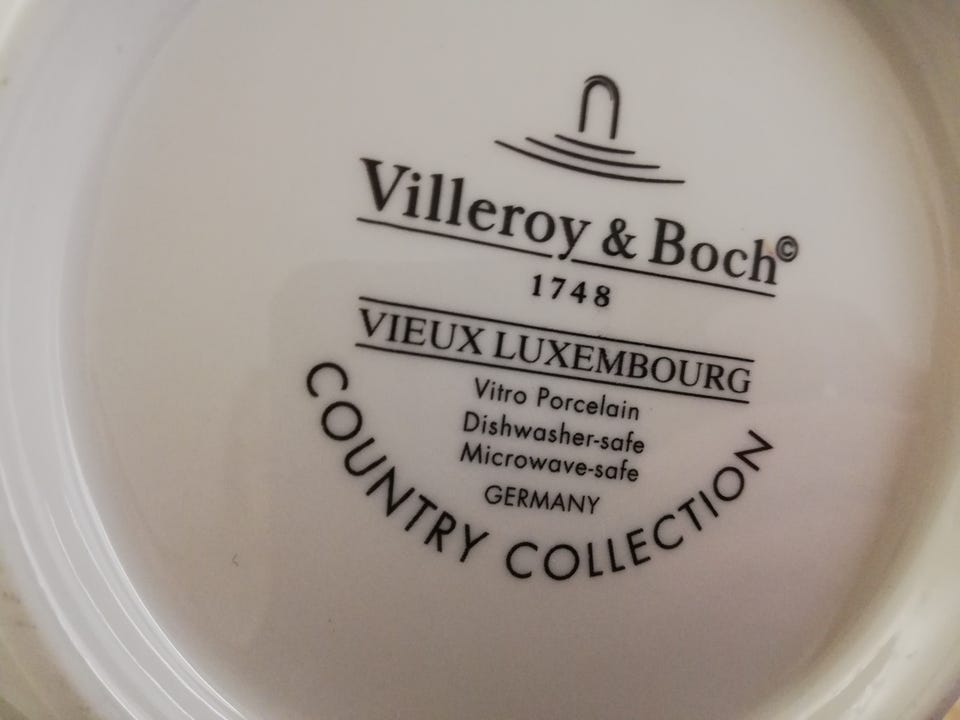 Villeroy & Boch©
1748
VIEUX LUXEMBOURG
Vitro Porcelain
Dishwasher-safe
Microwave-safe
GERMANY
COUNTRY COLLECTION